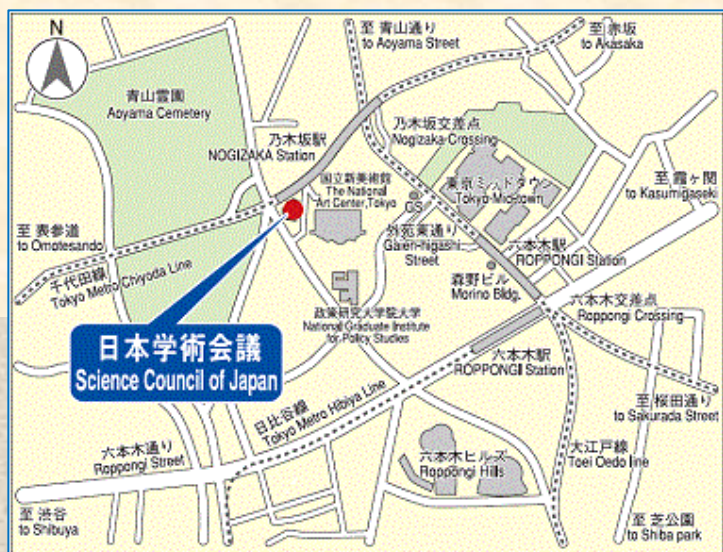 N
至 青山通り
to Aoyama Street
至 赤坂
to Akasaka
青山霊園
Aoyama Cemetery
乃木坂駅
NOGIZAKA Station
乃木坂交差点
Nogizaka Crossing
国立新美術館
The National
Art Center,Tokyo
東京ミッドタウン
Tokyo Mid-town
至 霞ヶ関
to Kasumigaseki
GS
至 表参道
to Omotesando
外苑東通り
Gaien-higashi
Street
六本木駅
ROPPONGI Station
千代田線
Tokyo Metro Chiyoda Line
森野ビル
Morino Bldg.
政策研究大学院大学
National Graduate Institute
for Policy Studies
六本木交差点
Roppongi Crossing
日本学術会議
Science Council of Japan
六本木駅
ROPPONGI Station
日比谷線
Tokyo Metro Hibiya Line
至 桜田通り
to Sakurada Street
六本木通り
Roppongi Street
六本木ヒルズ
Roppongi Hills
大江戸線
Toei Oedo line
至 渋谷
to Shibuya
至 芝公園
to Shiba park